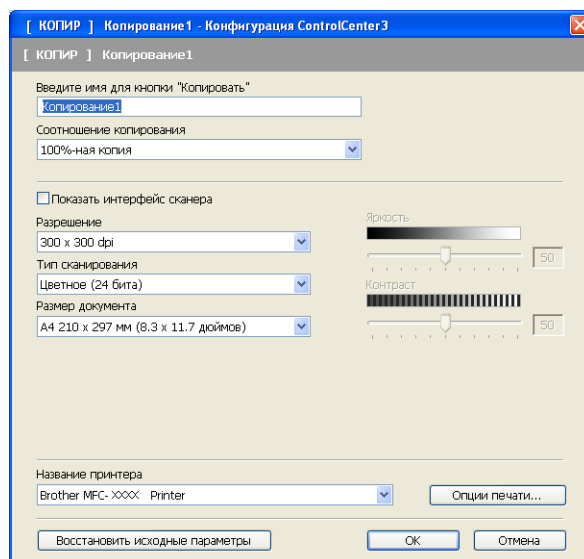 [ КОПИР ] Копирование1 - Конфигурация ControlCenter3
[ КОПИР ] Копирование1
Введите имя для кнопки "Копировать"
Копирование1
Соотношение копирования
100%-ная копия
Показать интерфейс сканера
Разрешение
300 x 300 dpi
Тип сканирования
Цветное (24 бита)
Размер документа
A4 210 x 297 мм (8.3 x 11.7 дюймов)
Яркость
50
Контраст
50
Название принтера
Brother MFC- XXXX Printer
Опции печати...
Восстановить исходные параметры
OK
Отмена